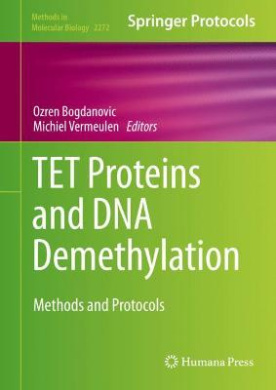 Methods in
Molecular Biology 2272
Springer Protocols
Ozren Bogdanovic
Michiel Vermeulen Editors
TET Proteins
and DNA
Demethylation
Methods and Protocols
Humana Press